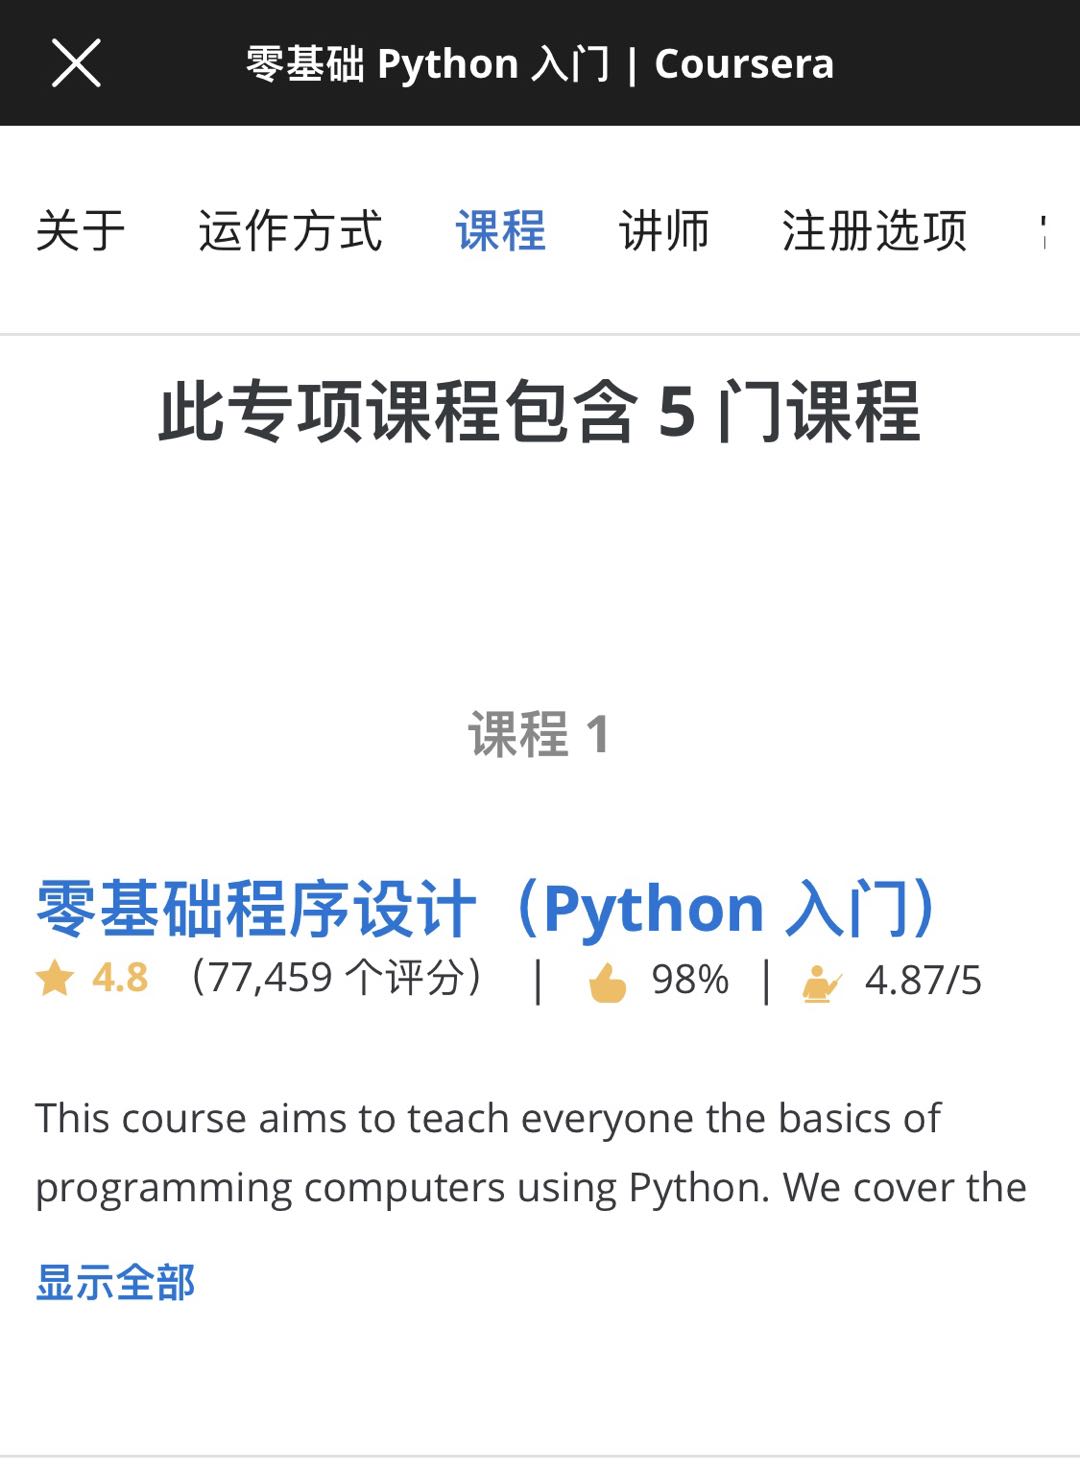 零基础 Python 入门 | Coursera
关于 运作方式 课程 讲师 注册选项
此专项课程包含 5 门课程
课程 1
零基础程序设计（Python 入门）
4.8 （77,459 个评分） | 98% | 4.87/5
This course aims to teach everyone the basics of
programming computers using Python. We cover the
显示全部